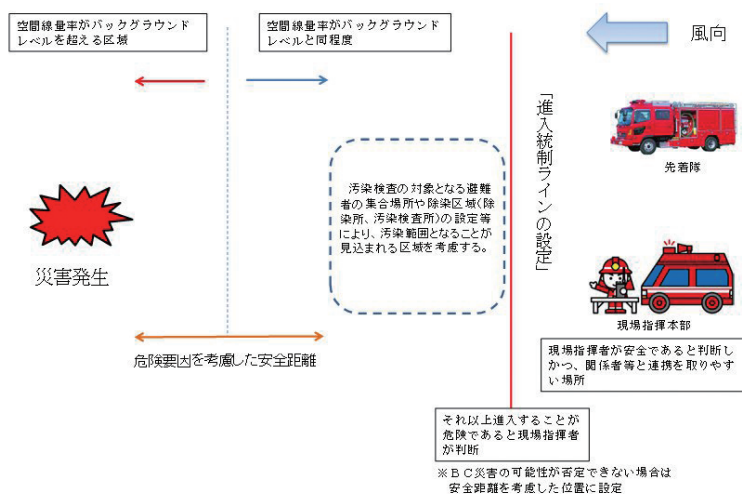 空間線量率がバックグラウンド
レベルを超える区域
空間線量率がバックグラウンド
レベルと同程度
風向
「進入統制ラインの設定」
先着隊
汚染検査の対象となる避難
者の集合場所や除染区域(除
染所、汚染検査所)の設定等
により、汚染範囲となることが
見込まれる区域を考慮する。
災害発生
現場指揮本部
危険要因を考慮した安全距離
現場指揮者が安全であると判断し
かつ、関係者等と連携を取りやす
い場所
それ以上進入することが
危険であると現場指揮者
が判断
※ＢＣ災害の可能性が否定できない場合は
安全距離を考慮した位置に設定